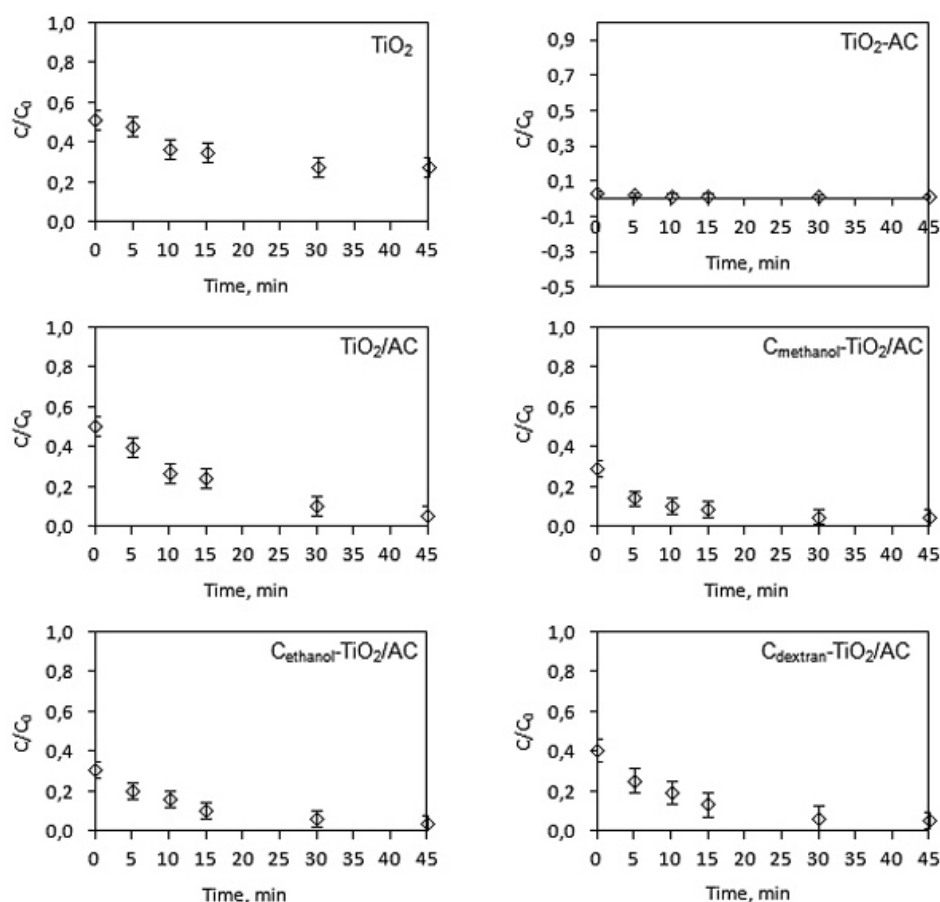 TiO₂
1,0
0,8
0,6
0,4
0,2
0,0
C/C₀
0 5 10 15 20 25 30 35 40 45
Time, min
TiO₂-AC
0,9
0,7
0,5
0,3
0,1
-0,1
-0,3
-0,5
C/C₀
0 5 10 15 20 25 30 35 40 45
Time, min
TiO₂/AC
1,0
0,8
0,6
0,4
0,2
0,0
C/C₀
0 5 10 15 20 25 30 35 40 45
Time, min
Cmethanol-TiO₂/AC
1,0
0,8
0,6
0,4
0,2
0,0
C/C₀
0 5 10 15 20 25 30 35 40 45
Time, min
Cethanol-TiO₂/AC
1,0
0,8
0,6
0,4
0,2
0,0
C/C₀
0 5 10 15 20 25 30 35 40 45
Time, min
Cdextran-TiO₂/AC
1,0
0,8
0,6
0,4
0,2
0,0
C/C₀
0 5 10 15 20 25 30 35 40 45
Time, min